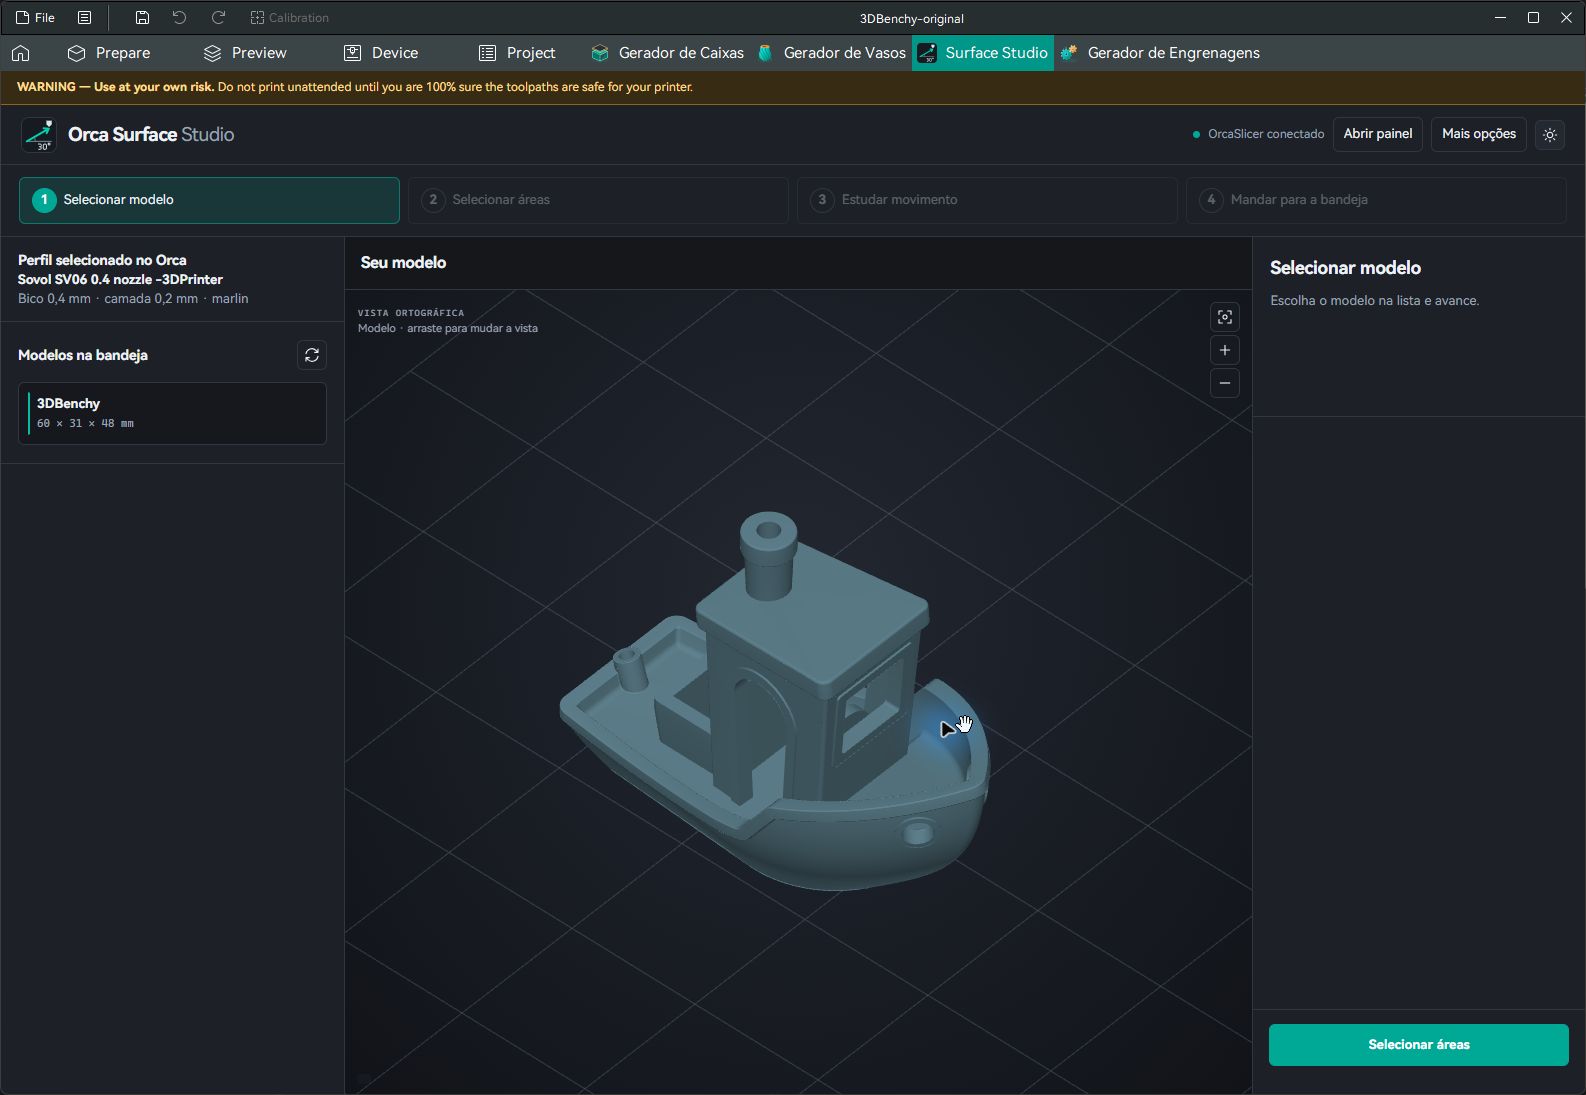 File
Calibration
3DBenchy-original
Prepare
Preview
Device
Project
Gerador de Caixas
Gerador de Vasos
Surface Studio
Gerador de Engrenagens
WARNING — Use at your own risk. Do not print unattended until you are 100% sure the toolpaths are safe for your printer.
30°
Orca Surface Studio
OrcaSlicer conectado
Abrir painel
Mais opções
1 Selecionar modelo
2 Selecionar áreas
3 Estudar movimento
4 Mandar para a bandeja
Perfil selecionado no Orca
Sovol SV06 0.4 nozzle -3DPrinter
Bico 0,4 mm · camada 0,2 mm · marlin
Modelos na bandeja
3DBenchy
60 × 31 × 48 mm
Seu modelo
VISTA ORTOGRÁFICA
Modelo · arraste para mudar a vista
Selecionar modelo
Escolha o modelo na lista e avance.
Selecionar áreas